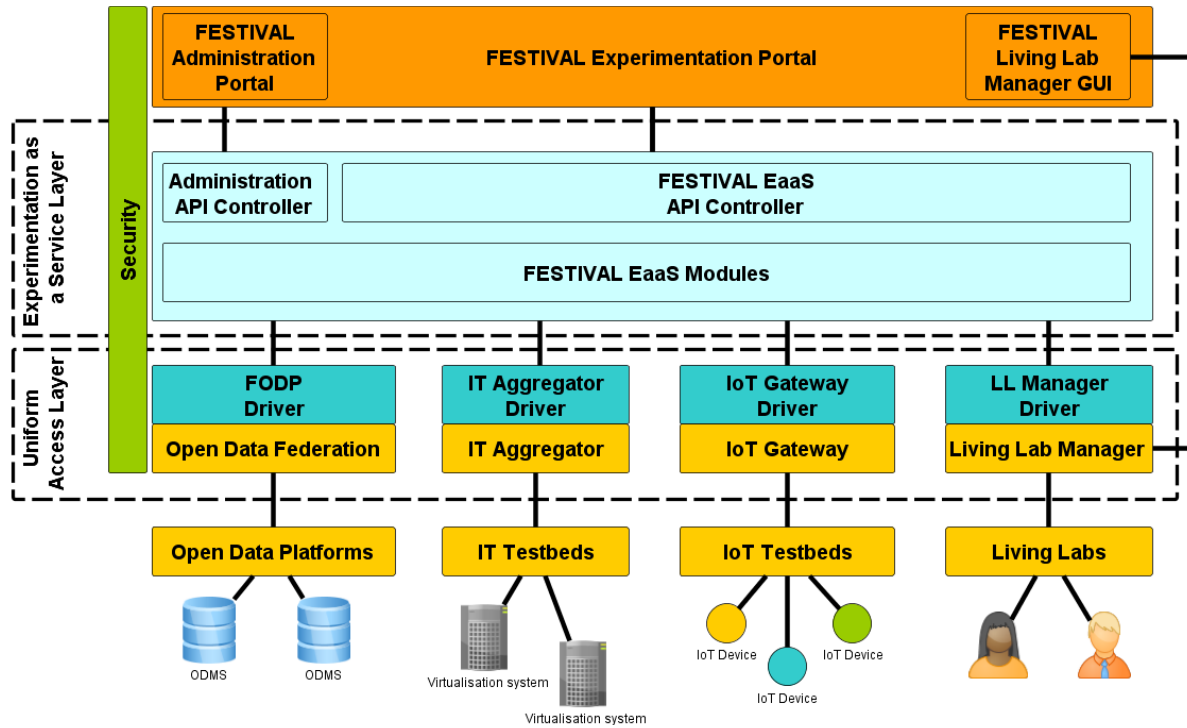 FESTIVAL
Administration
Portal
FESTIVAL Experimentation Portal
FESTIVAL
Living Lab
Manager GUI
Experimentation as
a Service Layer
Security
Administration
API Controller
FESTIVAL EaaS
API Controller
FESTIVAL EaaS Modules
Uniform
Access Layer
FODP
Driver
IT Aggregator
Driver
IoT Gateway
Driver
LL Manager
Driver
Open Data Federation
IT Aggregator
IoT Gateway
Living Lab Manager
Open Data Platforms
IT Testbeds
IoT Testbeds
Living Labs
ODMS
ODMS
Virtualisation system
Virtualisation system
IoT Device
IoT Device
IoT Device